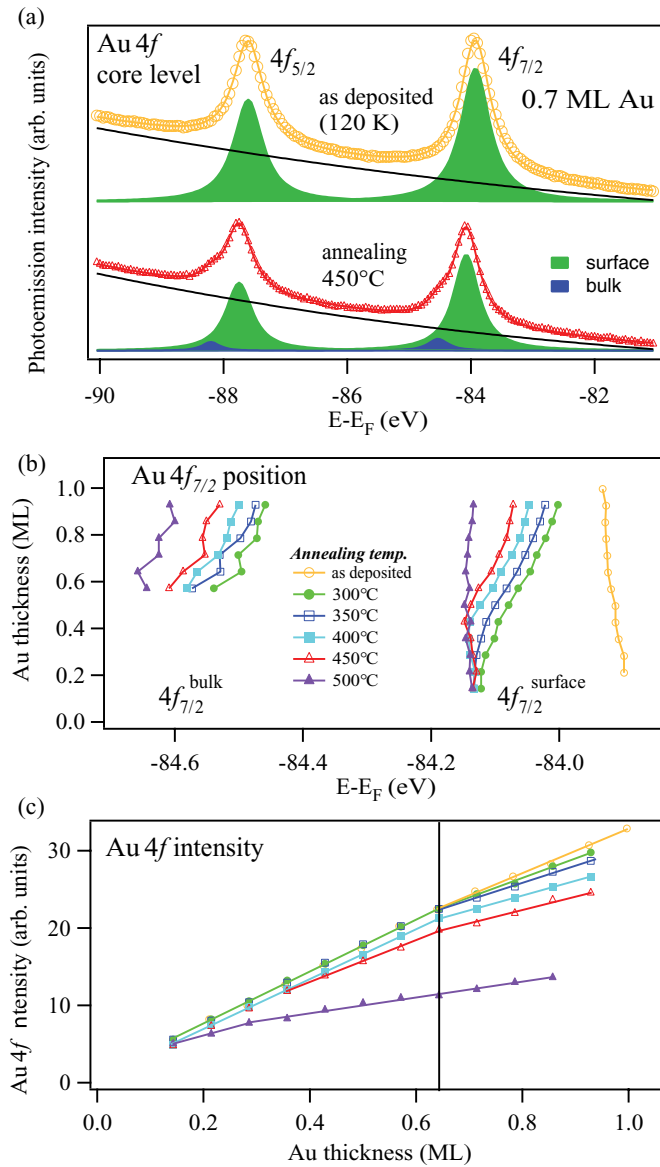 (a)
Au 4f
core level
4f5/2
4f7/2
as deposited
(120 K)
0.7 ML Au
annealing
450°C
surface
bulk
Photoemission intensity (arb. units)
-90
-88
-86
-84
-82
E-EF (eV)
(b)
Au 4f7/2 position
Au thickness (ML)
1.0
0.8
0.6
0.4
0.2
0.0
Annealing temp.
as deposited
300°C
350°C
400°C
450°C
500°C
4f7/2 bulk
4f7/2 surface
-84.6
-84.4
-84.2
-84.0
E-EF (eV)
(c)
Au 4f intensity
Au 4f ntensity (arb. units)
30
20
10
0
0.0
0.2
0.4
0.6
0.8
1.0
Au thickness (ML)